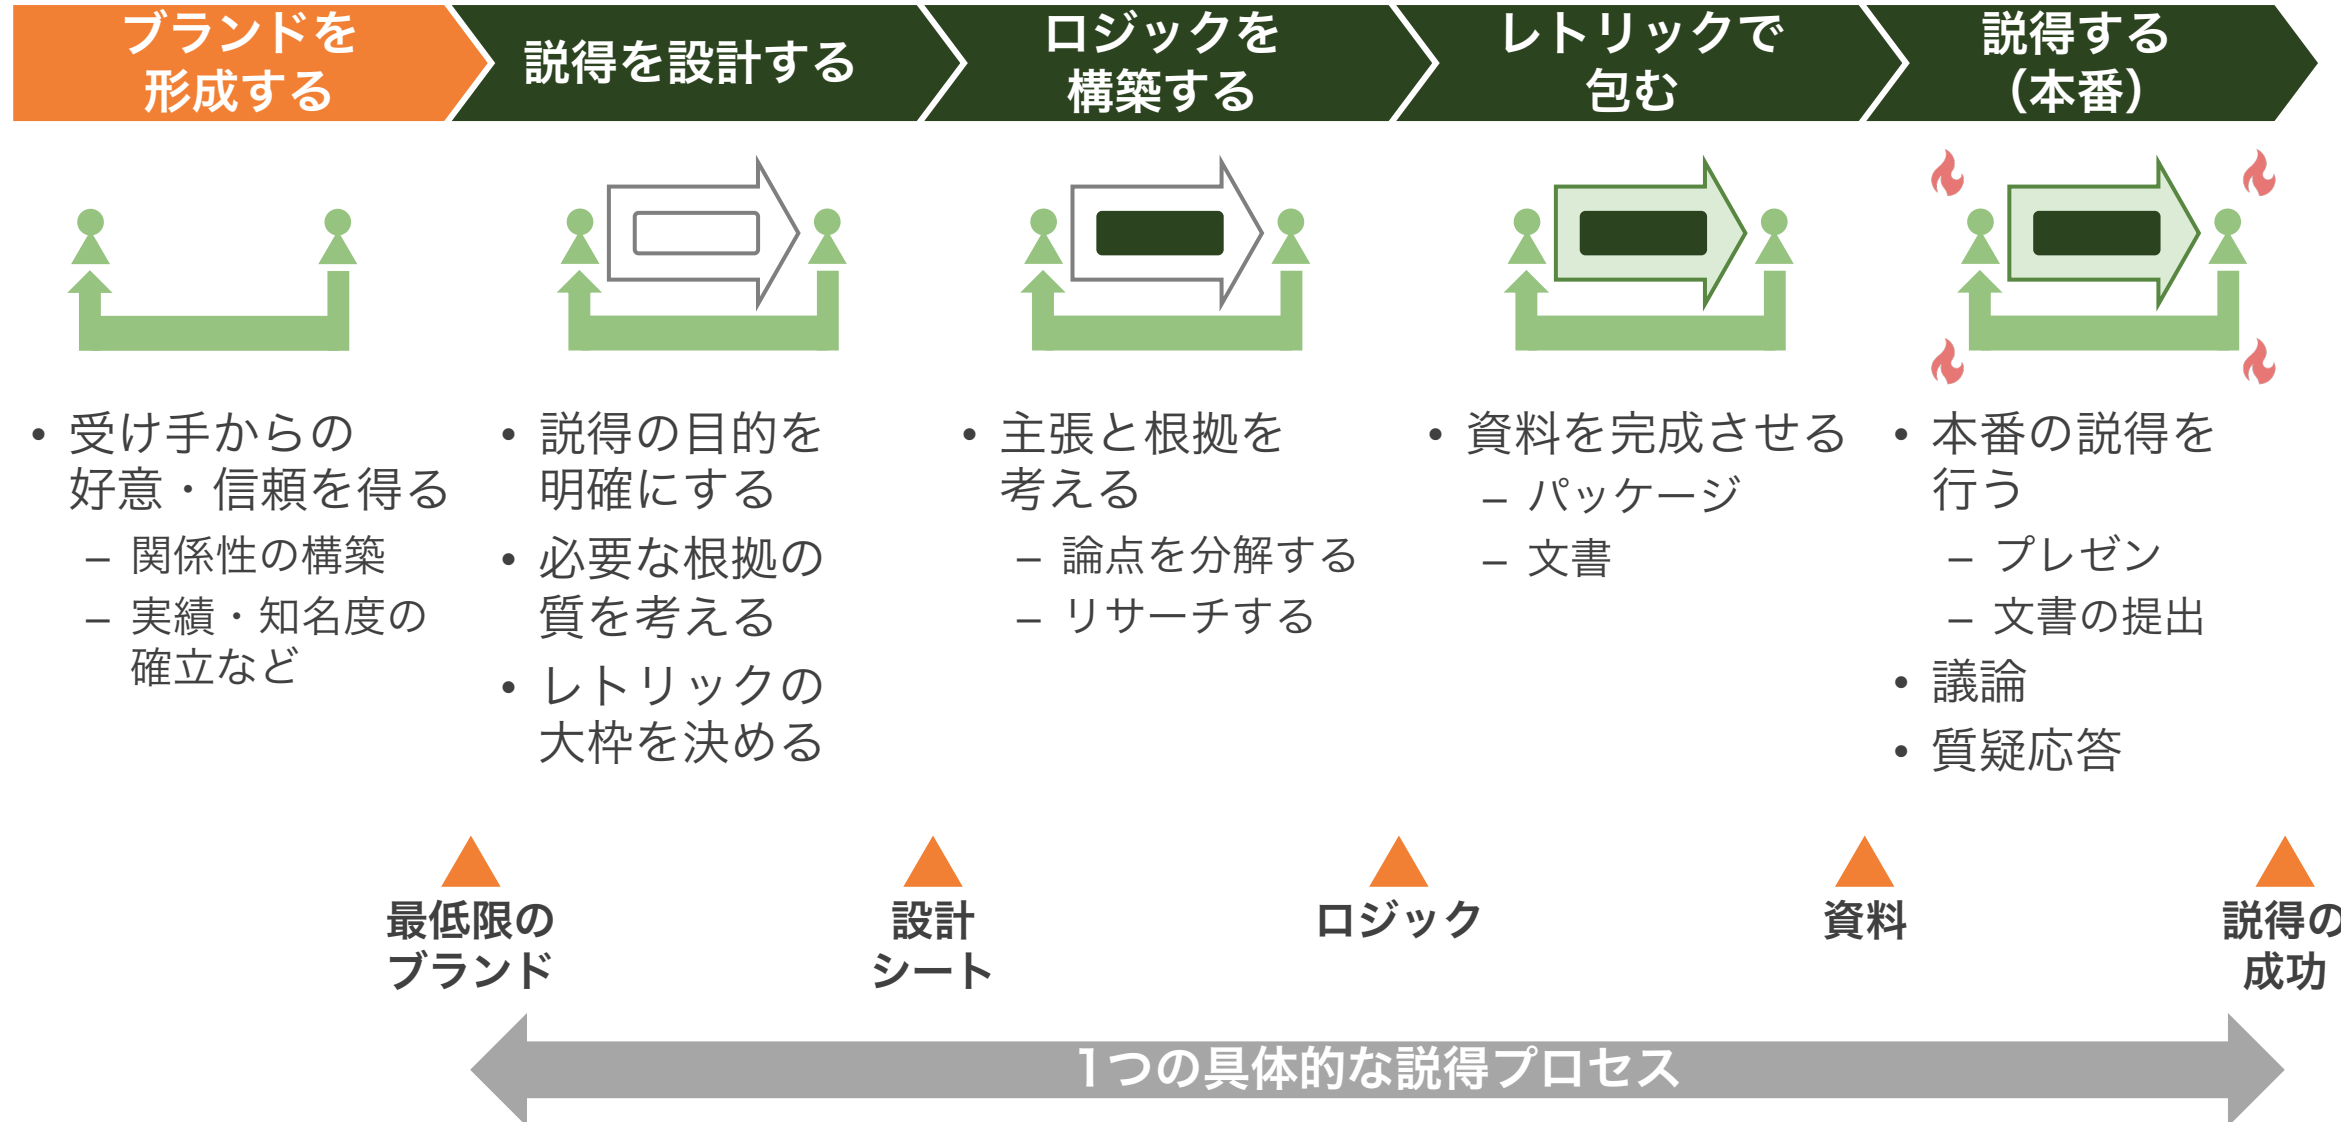 ブランドを
形成する
説得を設計する
ロジックを
構築する
レトリックで
包む
説得する
（本番）
• 受け手からの
好意・信頼を得る
– 関係性の構築
– 実績・知名度の
確立など
• 説得の目的を
明確にする
• 必要な根拠の
質を考える
• レトリックの
大枠を決める
• 主張と根拠を
考える
– 論点を分解する
– リサーチする
• 資料を完成させる
– パッケージ
– 文書
• 本番の説得を
行う
– プレゼン
– 文書の提出
• 議論
• 質疑応答
最低限の
ブランド
設計
シート
ロジック
資料
説得の
成功
1つの具体的な説得プロセス